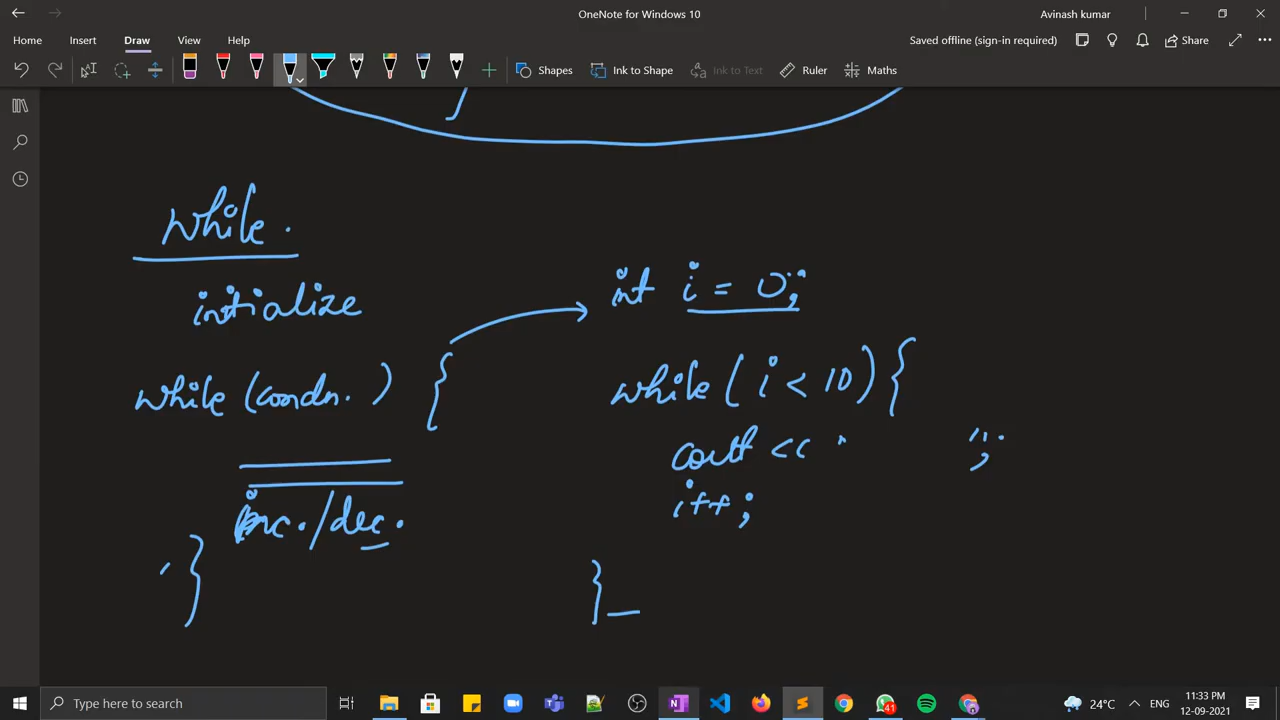 OneNote for Windows 10
Avinash kumar
Home Insert Draw View Help
Saved offline (sign-in required)
Share
Shapes
Ink to Shape
Ink to Text
Ruler
Maths
While.
intialize
while (condn. ) {
inc./dec.
}
int i = 0;
while ( i < 10 ) {
cout << " ";
i++;
}
Type here to search
41
24°C
ENG
11:33 PM
12-09-2021